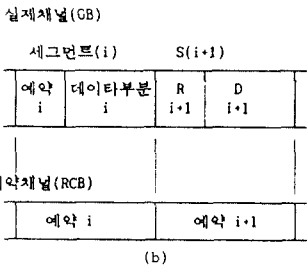 실제채널(CB)
세그먼트(i) S(i+1)
예약 데이타부분 R D
i i i+1 i+1
약채널(RCB)
예약 i 예약 i+1
(b)